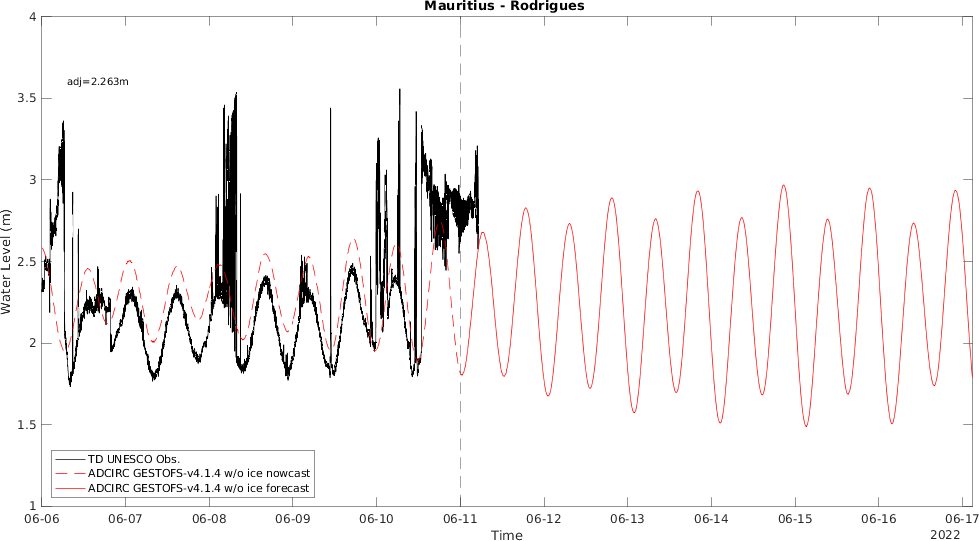 Mauritius - Rodrigues
adj=2.263m
Water Level (m)
4
3.5
3
2.5
2
1.5
1
TD UNESCO Obs.
ADCIRC GESTOFS-v4.1.4 w/o ice nowcast
ADCIRC GESTOFS-v4.1.4 w/o ice forecast
06-06 06-07 06-08 06-09 06-10 06-11 06-12 06-13 06-14 06-15 06-16 06-17
Time
2022